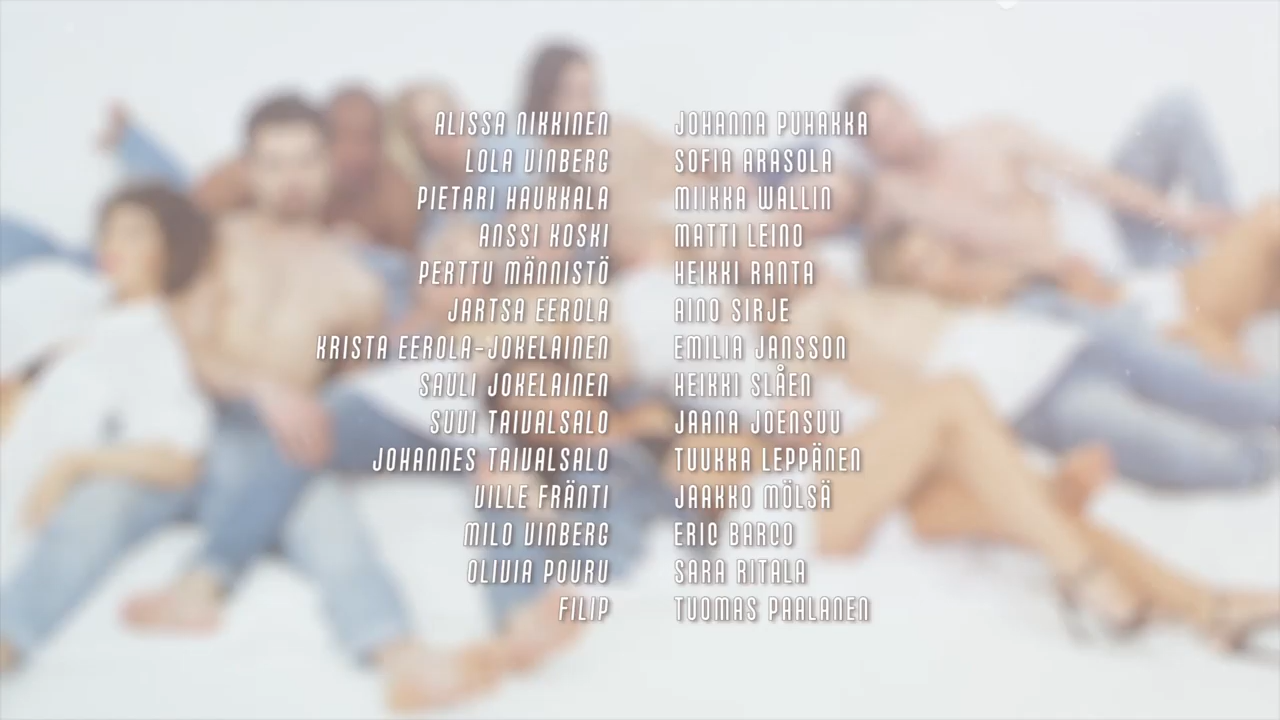 ALISSA NIKKINEN JOHANNA PUHAKKA
LOLA VINBERG SOFIA ARASOLA
PIETARI HAUKKALA MIIKKA WALLIN
ANSSI KOSKI MATTI LEINO
PERTTU MÄNNISTÖ HEIKKI RANTA
JARTSA EEROLA AINO SIRJE
KRISTA EEROLA-JOKELAINEN EMILIA JANSSON
SAULI JOKELAINEN HEIKKI SLÅEN
SUVI TAIVALSALO JAANA JOENSUU
JOHANNES TAIVALSALO TUUKKA LEPPÄNEN
VILLE FRÄNTI JAAKKO MÖLSÄ
MILO VINBERG ERIC BARCO
OLIVIA POURU SARA RITALA
FILIP TUOMAS PAALANEN